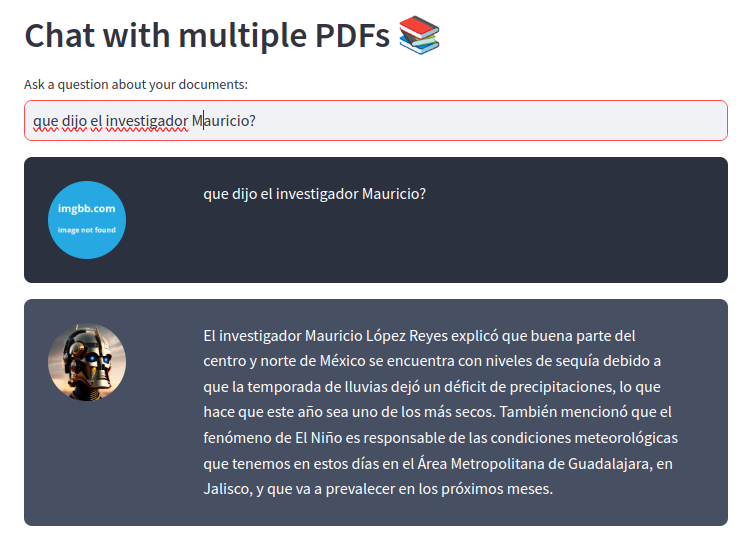 Chat with multiple PDFs 📚
Ask a question about your documents:
que dijo el investigador Mauricio?
imgbb.com
image not found
que dijo el investigador Mauricio?
El investigador Mauricio López Reyes explicó que buena parte del
centro y norte de México se encuentra con niveles de sequía debido a
que la temporada de lluvias dejó un déficit de precipitaciones, lo que
hace que este año sea uno de los más secos. También mencionó que el
fenómeno de El Niño es responsable de las condiciones meteorológicas
que tenemos en estos días en el Área Metropolitana de Guadalajara, en
Jalisco, y que va a prevalecer en los próximos meses.